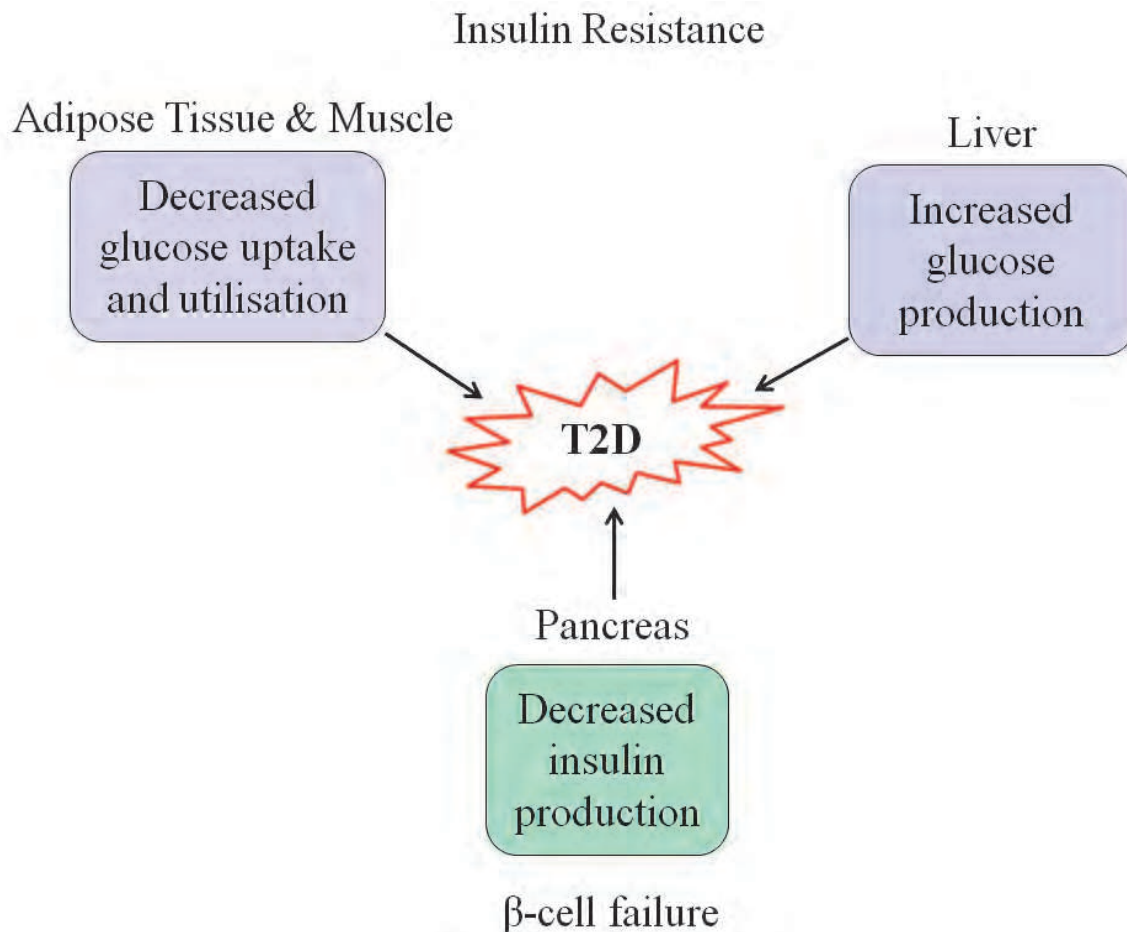 Insulin Resistance
Adipose Tissue & Muscle
Decreased
glucose uptake
and utilisation
Liver
Increased
glucose
production
T2D
Pancreas
Decreased
insulin
production
β-cell failure